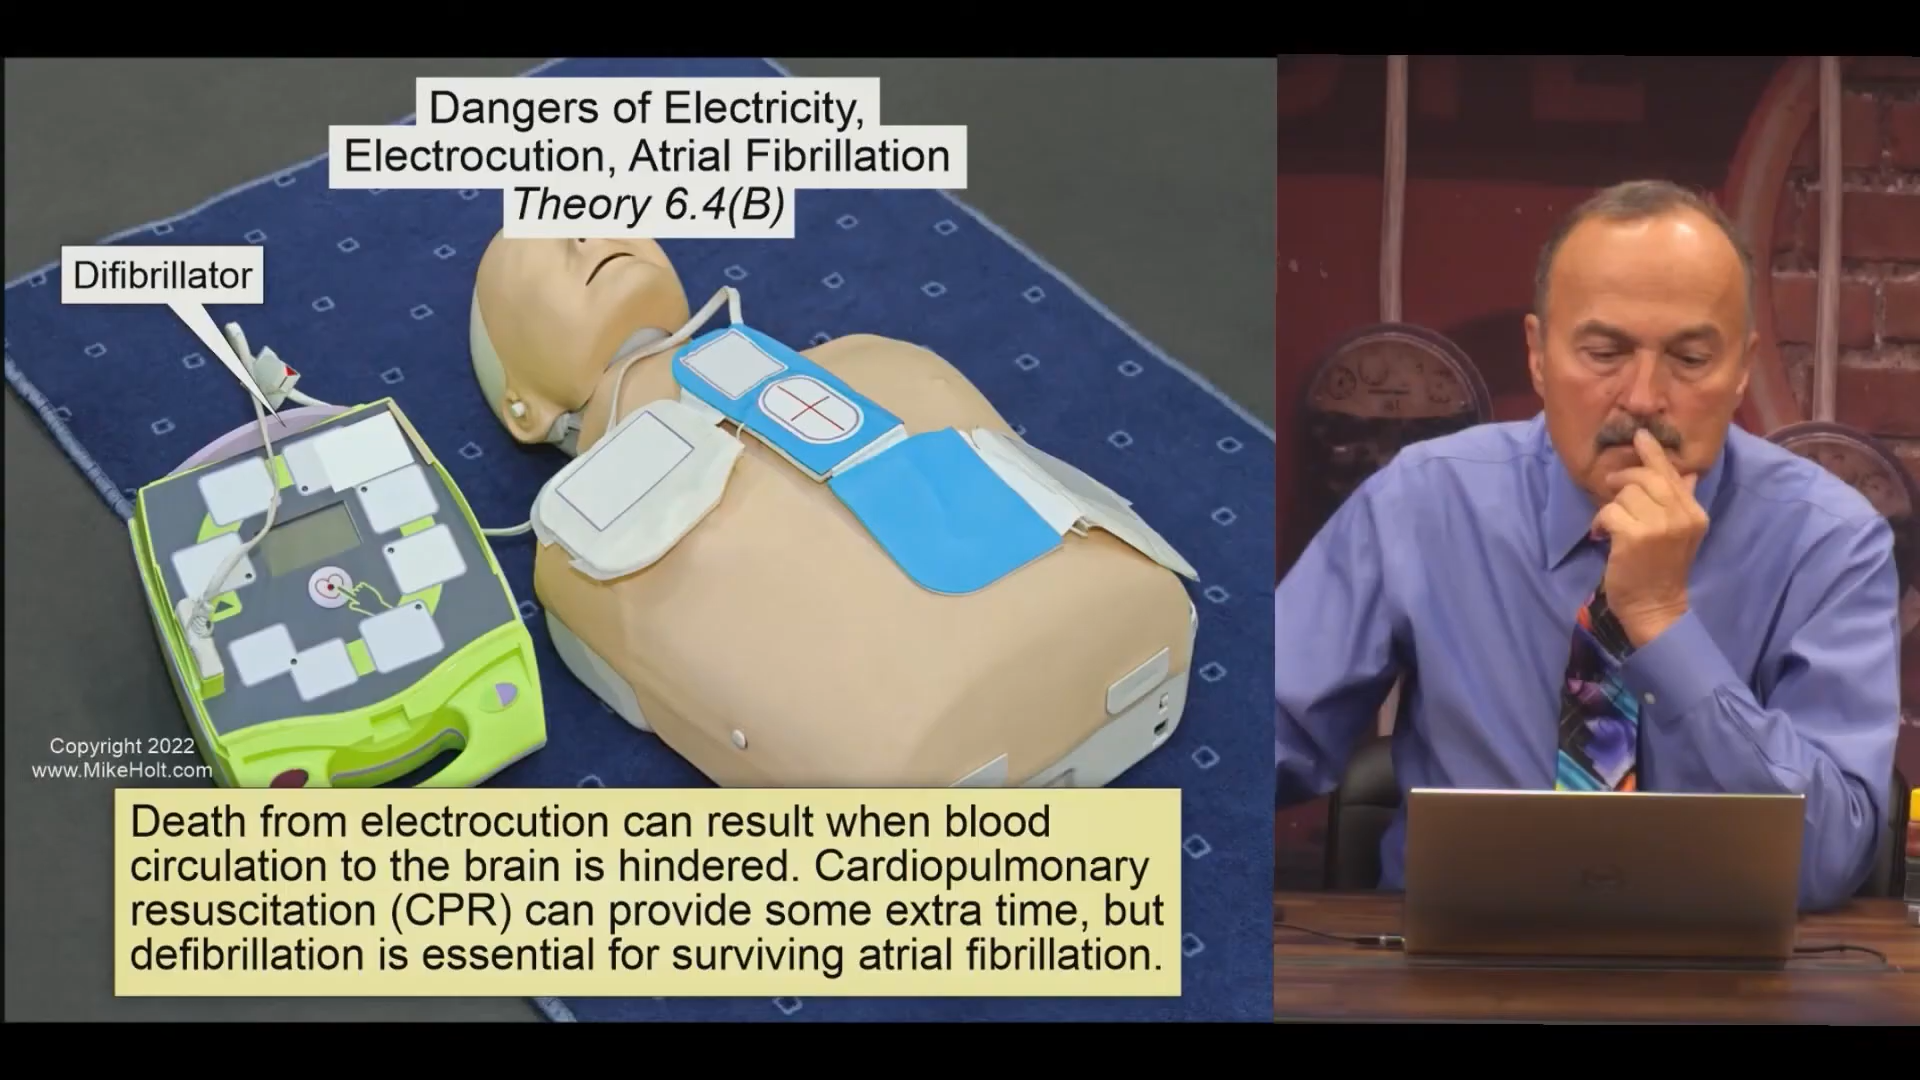 Dangers of Electricity,
Electrocution, Atrial Fibrillation
Theory 6.4(B)
Difibrillator
Copyright 2022
www.MikeHolt.com
Death from electrocution can result when blood
circulation to the brain is hindered. Cardiopulmonary
resuscitation (CPR) can provide some extra time, but
defibrillation is essential for surviving atrial fibrillation.